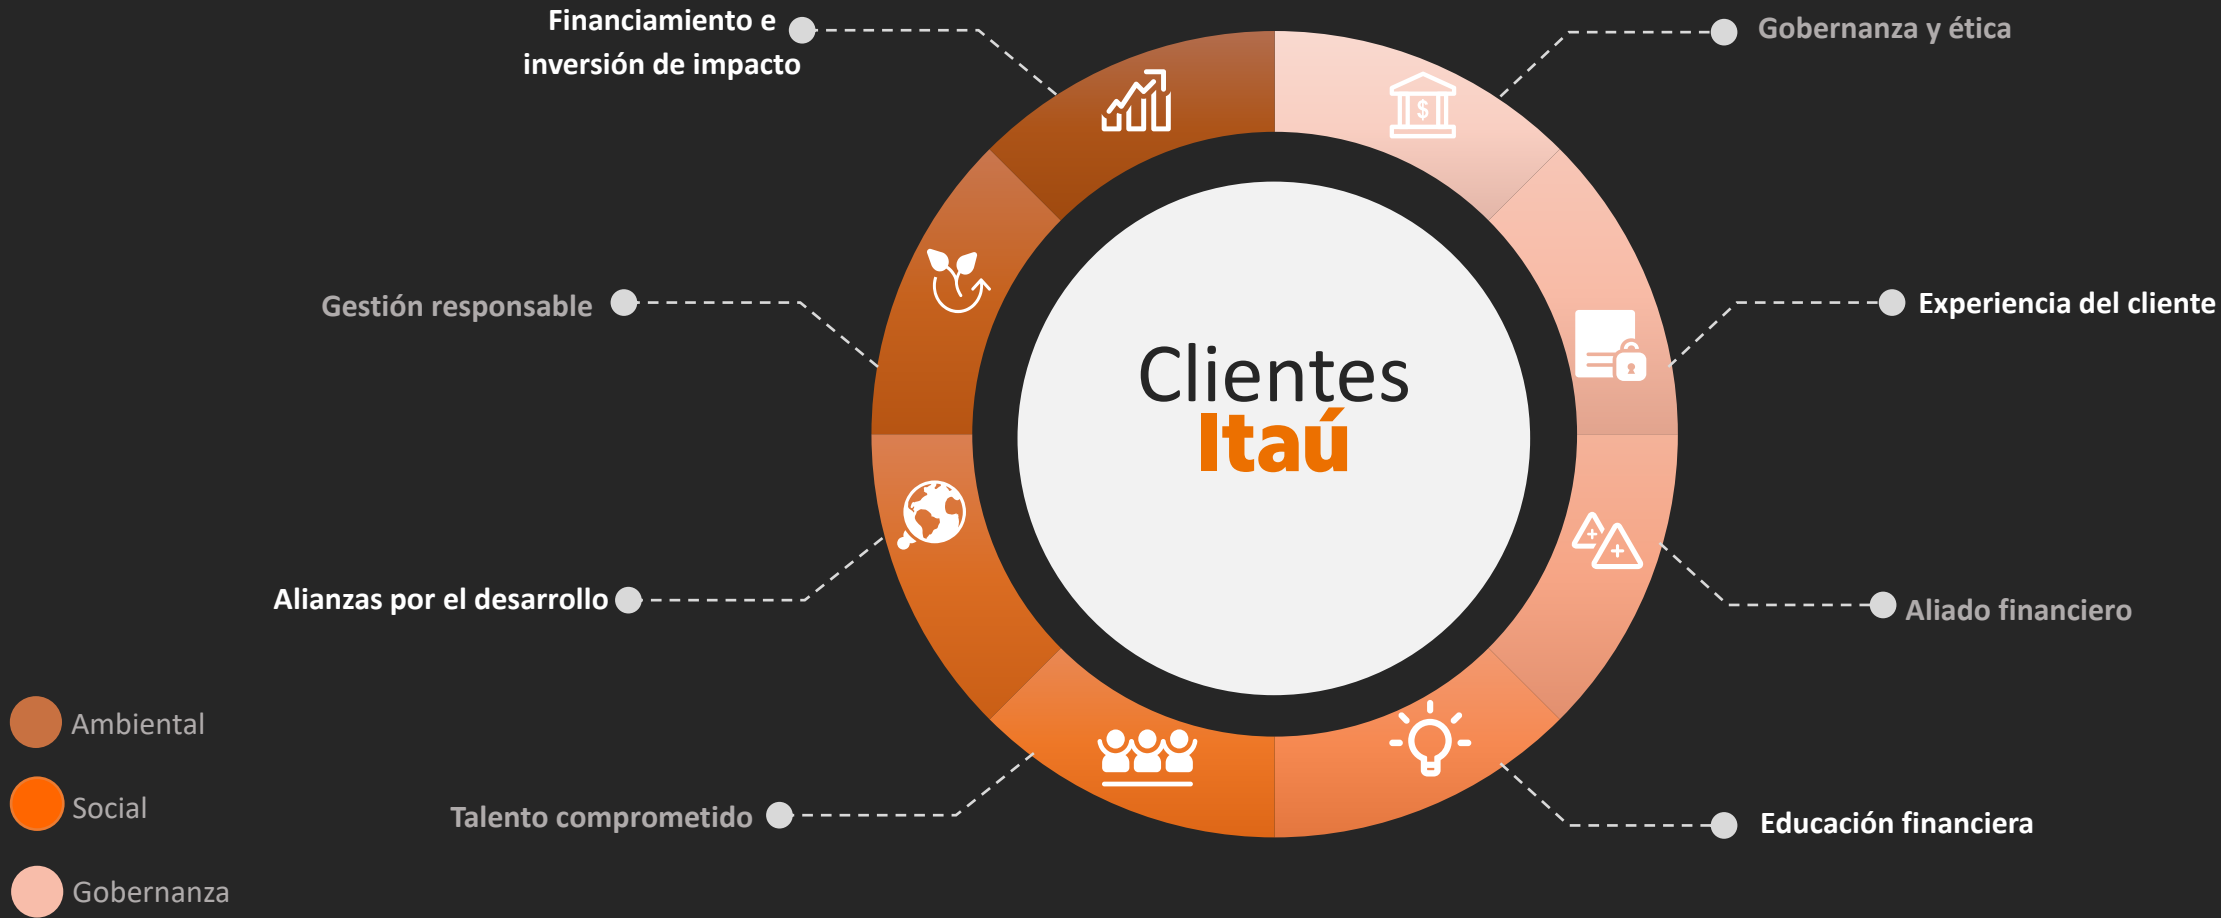 Financiamiento e
inversión de impacto
Gobernanza y ética
$
Gestión responsable
Experiencia del cliente
Clientes
Itaú
Alianzas por el desarrollo
Aliado financiero
Ambiental
Social
Talento comprometido
Educación financiera
Gobernanza